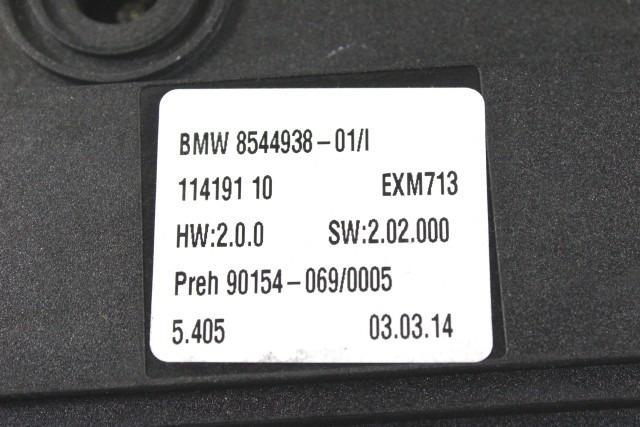 BMW 8544938-01/I
114191 10 EXM713
HW:2.0.0 SW:2.02.000
Preh 90154-069/0005
5.405 03.03.14